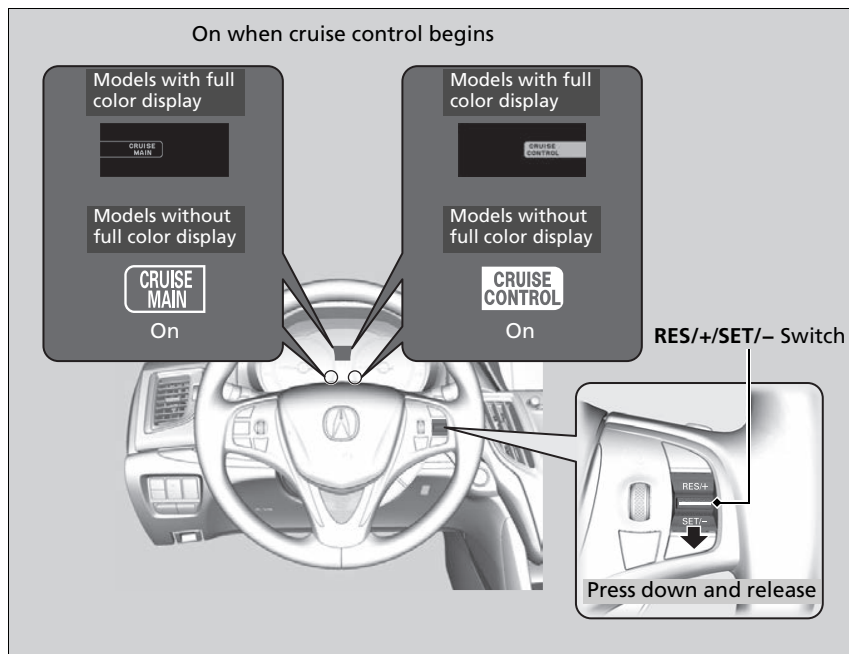 On when cruise control begins
Models with full
color display
CRUISE
MAIN
Models without
full color display
CRUISE
MAIN
On
Models with full
color display
CRUISE
CONTROL
Models without
full color display
CRUISE
CONTROL
On
RES/+/SET/− Switch
RES/+
SET/−
Press down and release